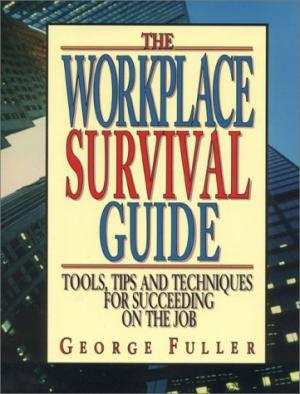 THE
WORKPLACE
SURVIVAL
GUIDE
TOOLS, TIPS AND TECHNIQUES
FOR SUCCEEDING
ON THE JOB
GEORGE FULLER